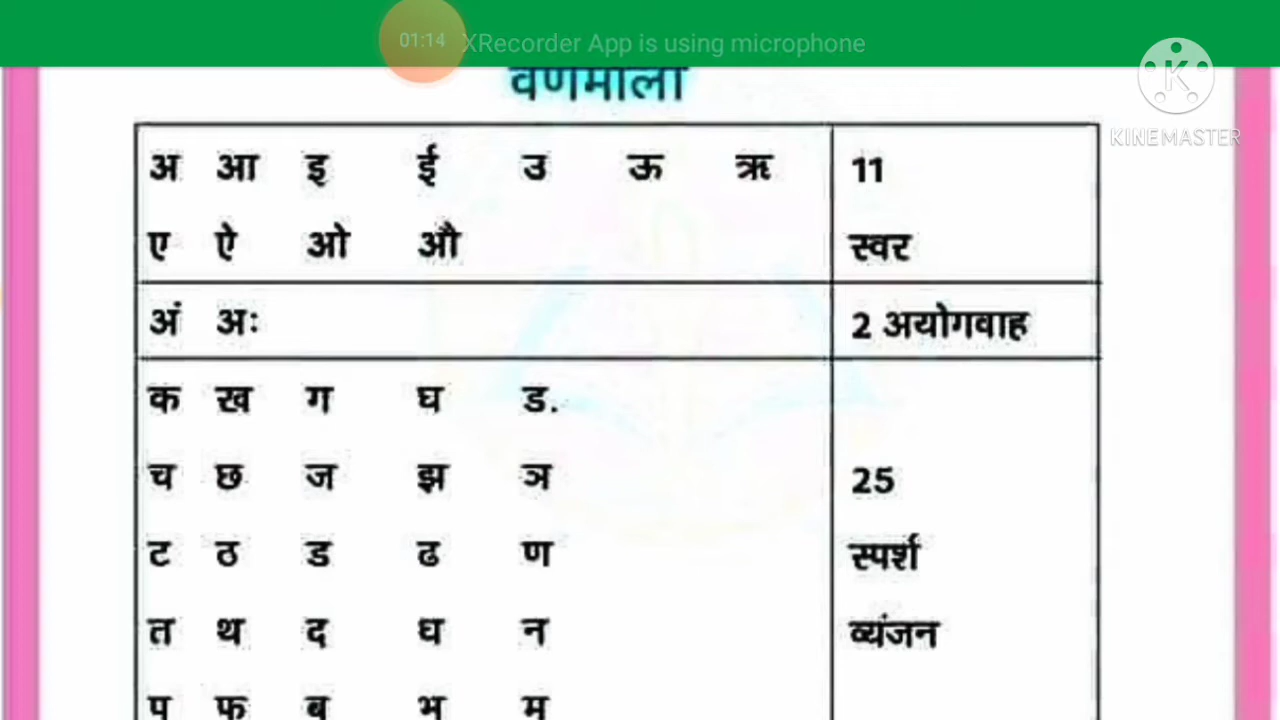 01:14 XRecorder App is using microphone
KINEMASTER
वर्णमाला
अ आ इ ई उ ऊ ऋ 11
ए ऐ ओ औ स्वर
अं अः 2 अयोगवाह
क ख ग घ ड.
च छ ज झ ञ 25
ट ठ ड ढ ण स्पर्श
त थ द ध न व्यंजन
प फ ब भ म